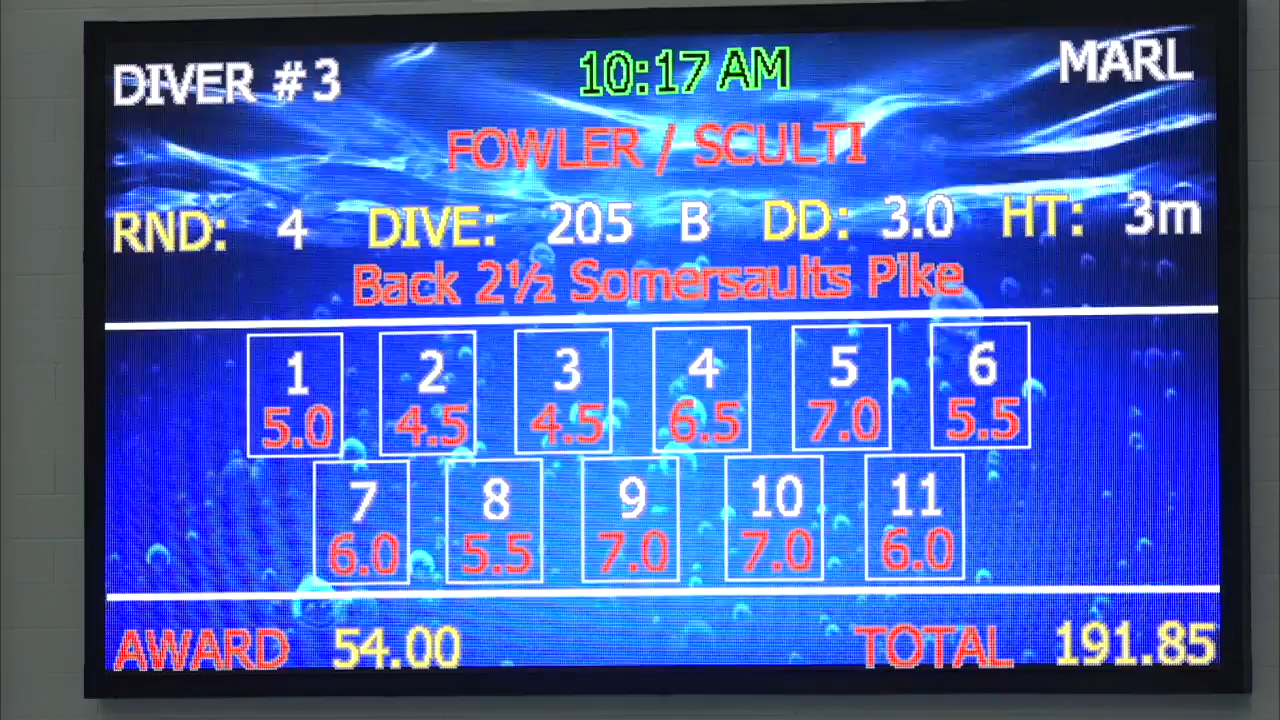 DIVER #3 10:17 AM MARL
FOWLER / SCULTI
RND: 4 DIVE: 205 B DD: 3.0 HT: 3m
Back 2½ Somersaults Pike
1 2 3 4 5 6
5.0 4.5 4.5 6.5 7.0 5.5
7 8 9 10 11
6.0 5.5 7.0 7.0 6.0
AWARD 54.00 TOTAL 191.85